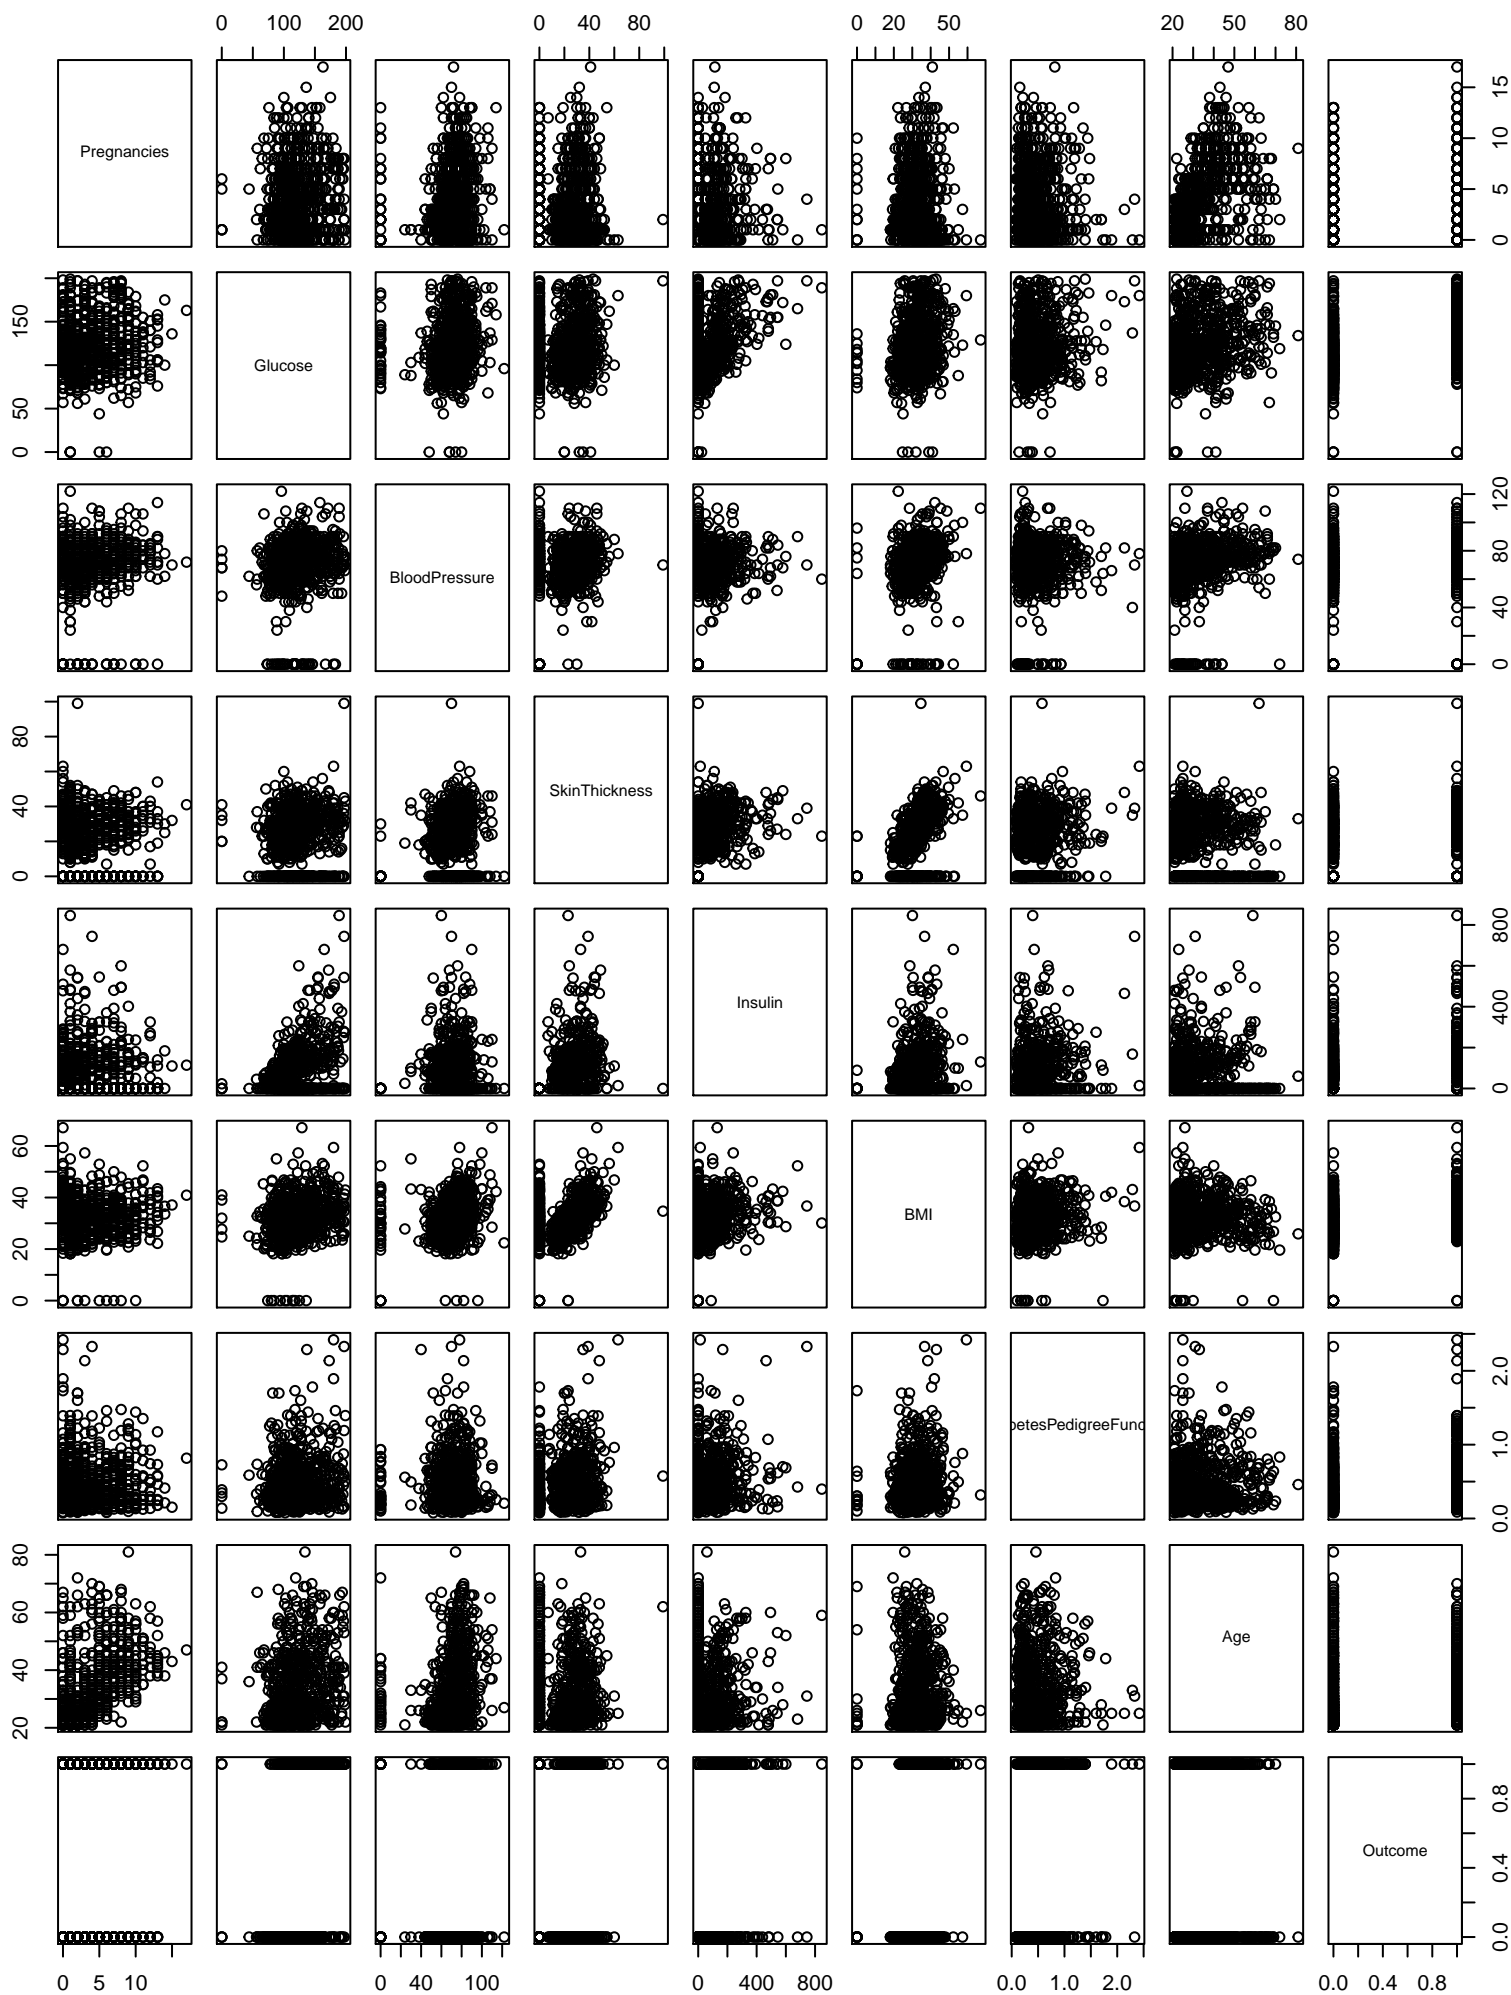 0 100 200 0 40 80 0 20 50 20 50 80
Pregnancies
0 5 10 15
Glucose
0 50 150
BloodPressure
0 40 80 120
SkinThickness
0 40 80
Insulin
0 400 800
BMI
0 20 40 60
betesPedigreeFunc
0.0 1.0 2.0
Age
20 40 60 80
Outcome
0.0 0.4 0.8
0 5 10 0 40 100 0 400 800 0.0 1.0 2.0 0.0 0.4 0.8